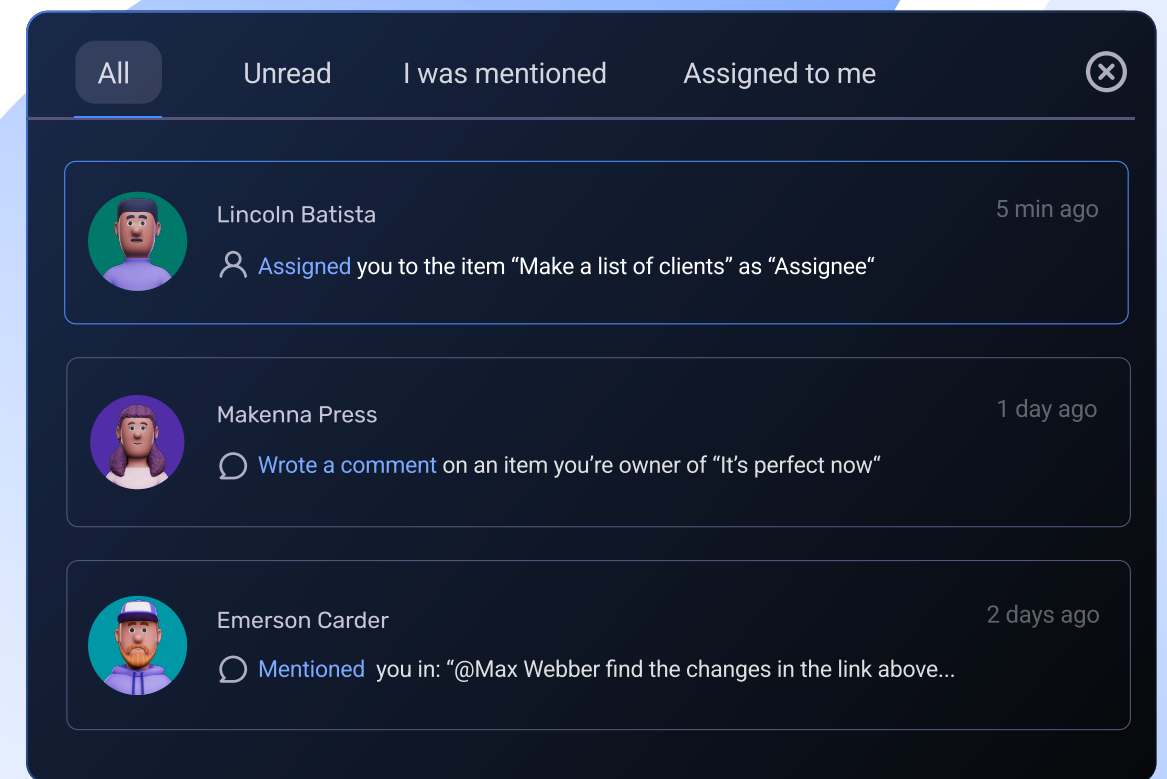 All
Unread
I was mentioned
Assigned to me
Lincoln Batista
5 min ago
Assigned you to the item “Make a list of clients” as “Assignee“
Makenna Press
1 day ago
Wrote a comment on an item you’re owner of “It’s perfect now“
Emerson Carder
2 days ago
Mentioned you in: “@Max Webber find the changes in the link above...